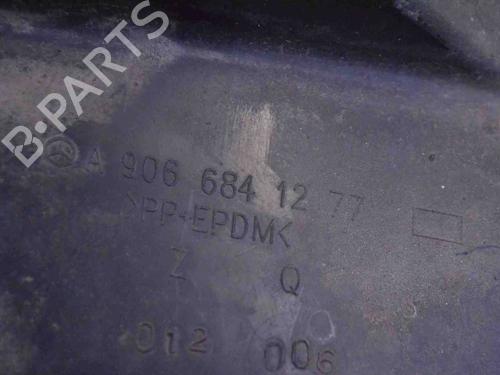 B-PARTS
A 906 684 12 77
>PP+EPDM<
Z Q
012 006